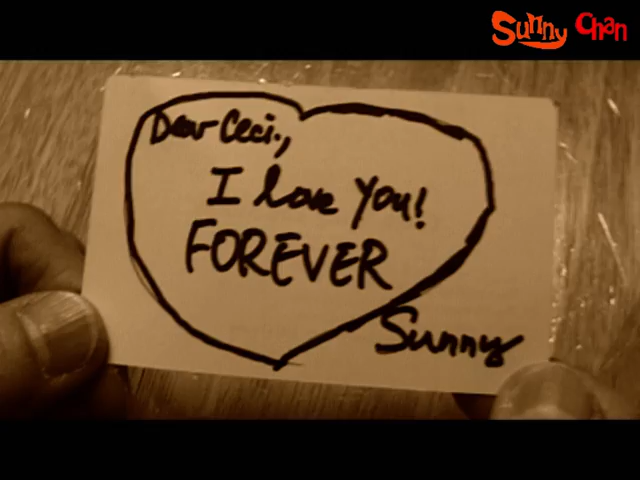 Sunny Chan
Dear Ceci.,
I love You!
FOREVER
Sunny